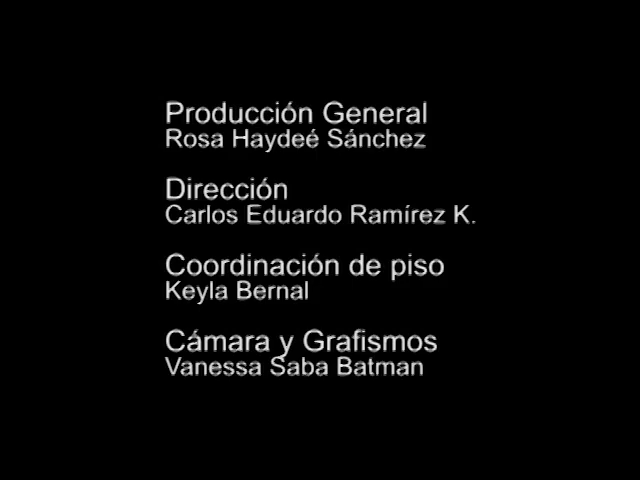 Producción General
Rosa Haydeé Sánchez
Dirección
Carlos Eduardo Ramírez K.
Coordinación de piso
Keyla Bernal
Cámara y Grafismos
Vanessa Saba Batman